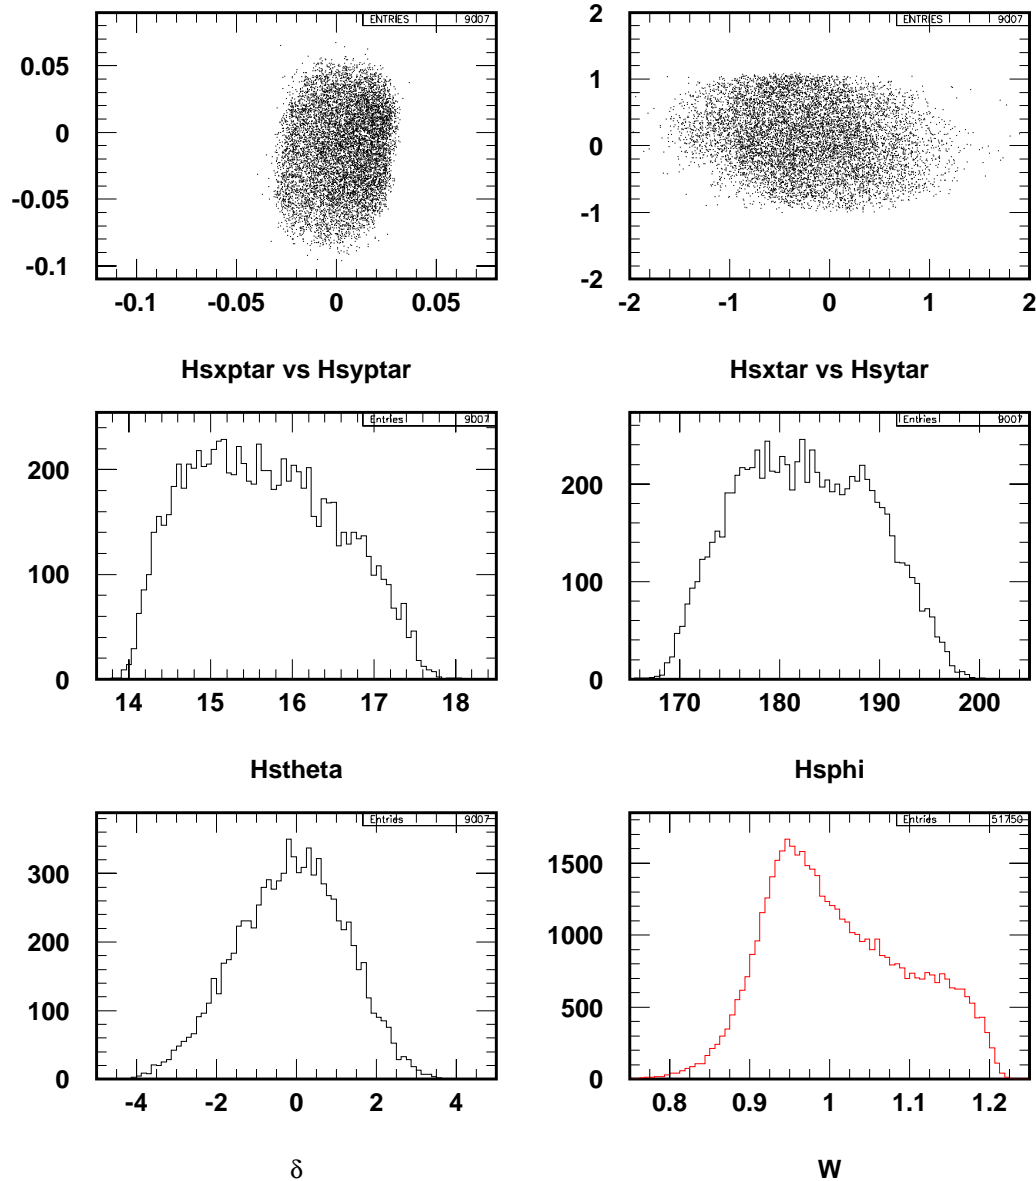 ENTRIES 9007
0.05
0
-0.05
-0.1
-0.1 -0.05 0 0.05
Hsxptar vs Hsyptar
ENTRIES 9007
2
1
0
-1
-2
-2 -1 0 1 2
Hsxtar vs Hsytar
Entries 9007
200
100
0
14 15 16 17 18
Hstheta
Entries 9007
200
100
0
170 180 190 200
Hsphi
Entries 9007
300
200
100
0
-4 -2 0 2 4
δ
Entries 51750
1500
1000
500
0
0.8 0.9 1 1.1 1.2
W